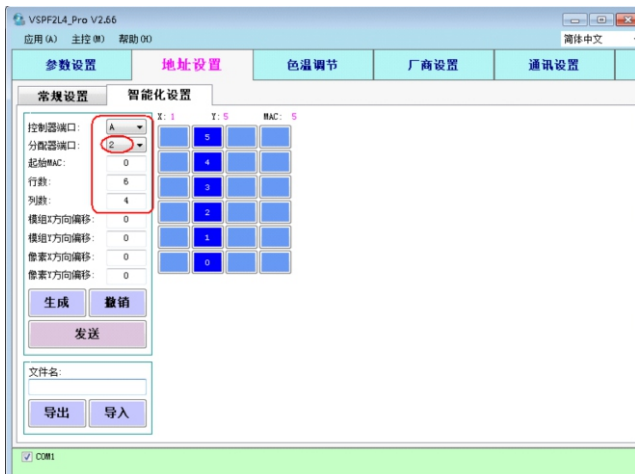 VSPF2L4_Pro V2.66
应用(A) 主控(M) 帮助(X) 简体中文
参数设置 地址设置 色温调节 厂商设置 通讯设置
常规设置 智能化设置
X: 1 Y: 5 MAC: 5
控制器端口: A
分配器端口: 2
起始MAC: 0
行数: 6
列数: 4
模组X方向偏移: 0
模组Y方向偏移: 0
像素X方向偏移: 0
像素Y方向偏移: 0
5
4
3
2
1
0
生成 撤销
发送
文件名:
导出 导入
COM1